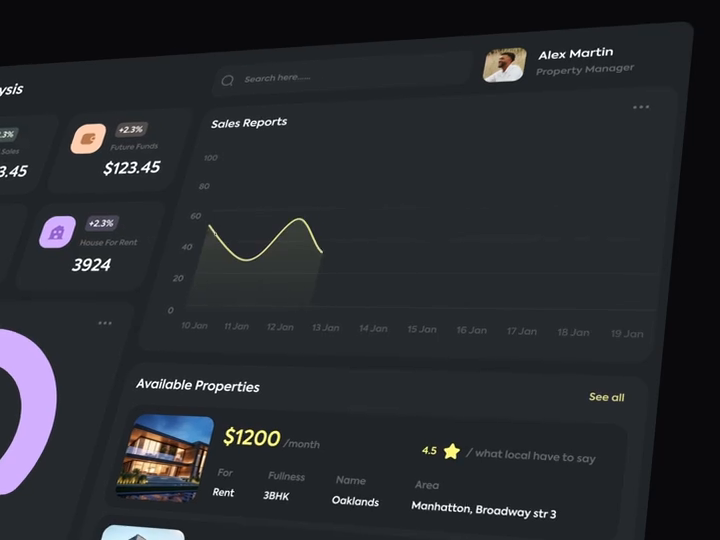 ysis
Search here......
Alex Martin
Property Manager
.3%
Sales
3.45
+2.3%
Future Funds
$123.45
+2.3%
House For Rent
3924
Sales Reports
100
80
60
40
20
0
10 Jan 11 Jan 12 Jan 13 Jan 14 Jan 15 Jan 16 Jan 17 Jan 18 Jan 19 Jan
Available Properties
See all
$1200 /month
4.5 / what local have to say
For Fullness Name Area
Rent 3BHK Oaklands Manhatton, Broadway str 3